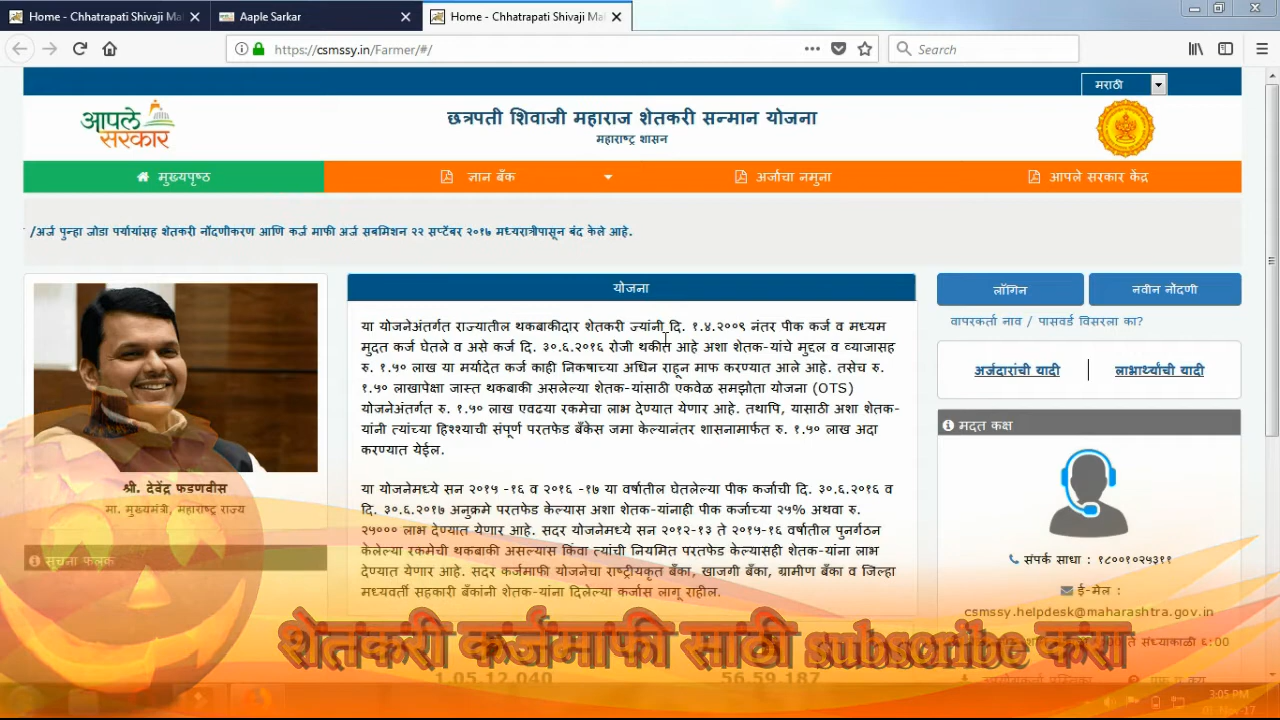 Home - Chhatrapati Shivaji Mal
Aaple Sarkar
Home - Chhatrapati Shivaji Mal
https://csmssy.in/Farmer/#/
Search
मराठी
आपले सरकार
छत्रपती शिवाजी महाराज शेतकरी सन्मान योजना
महाराष्ट्र शासन
मुख्यपृष्ठ
ज्ञान बँक
अर्जाचा नमुना
आपले सरकार केंद्र
/अर्ज पुन्हा जोडा पर्यायांसह शेतकरी नोंदणीकरण आणि कर्ज माफी अर्ज सबमिशन २२ सप्टेंबर २०१७ मध्यरात्रीपासून बंद केले आहे.
श्री. देवेंद्र फडणवीस
मा. मुख्यमंत्री, महाराष्ट्र राज्य
सूचना फलक
योजना
या योजनेअंतर्गत राज्यातील थकबाकीदार शेतकरी ज्यांनी दि. १.४.२००९ नंतर पीक कर्ज व मध्यम
मुदत कर्ज घेतले व असे कर्ज दि. ३०.६.२०१६ रोजी थकीत आहे अशा शेतक-यांचे मुद्दल व व्याजासह
रु. १.५० लाख या मर्यादेत कर्ज काही निकषाच्या अधिन राहून माफ करण्यात आले आहे. तसेच रु.
१.५० लाखापेक्षा जास्त थकबाकी असलेल्या शेतक-यांसाठी एकवेळ समझोता योजना (OTS)
योजनेअंतर्गत रु. १.५० लाख एवढया रकमेचा लाभ देण्यात येणार आहे. तथापि, यासाठी अशा शेतक-
यांनी त्यांच्या हिश्श्याची संपूर्ण परतफेड बँकेस जमा केल्यानंतर शासनामार्फत रु. १.५० लाख अदा
करण्यात येईल.
या योजनेमध्ये सन २०१५ -१६ व २०१६ -१७ या वर्षातील घेतलेल्या पीक कर्जाची दि. ३०.६.२०१६ व
दि. ३०.६.२०१७ अनुक्रमे परतफेड केल्यास अशा शेतक-यांनाही पीक कर्जाच्या २५% अथवा रु.
२५००० लाभ देण्यात येणार आहे. सदर योजनेमध्ये सन २०१२-१३ ते २०१५-१६ वर्षातील पुनर्गठन
केलेल्या रकमेची थकबाकी असल्यास किंवा त्यांची नियमित परतफेड केल्यासही शेतक-यांना लाभ
देण्यात येणार आहे. सदर कर्जमाफी योजनेचा राष्ट्रीयकृत बँका, खाजगी बँका, ग्रामीण बँका व जिल्हा
मध्यवर्ती सहकारी बँकांनी शेतक-यांना दिलेल्या कर्जास लागू राहील.
लॉगिन
नवीन नोंदणी
वापरकर्ता नाव / पासवर्ड विसरला का?
अर्जदारांची यादी
लाभार्थ्यांची यादी
मदत कक्ष
संपर्क साधा : १८००१०२५३११
ई-मेल :
csmssy.helpdesk@maharashtra.gov.in
ते संध्याकाळी ६:००
शेतकरी कर्जमाफी साठी subscribe करा
1,05,12,040
56,59,187
3:05 PM